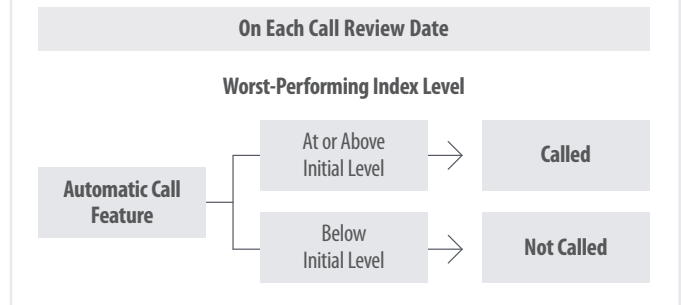 On Each Call Review Date
Worst-Performing Index Level
Automatic Call
Feature
At or Above
Initial Level
Called
Below
Initial Level
Not Called